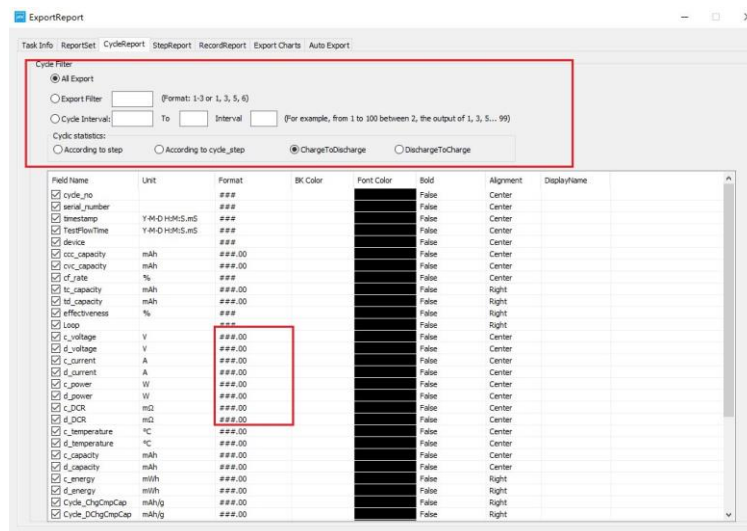 ExportReport
Task Info ReportSet CycleReport StepReport RecordReport Export Charts Auto Export
Cycle Filter
All Export
Export Filter (Format: 1-3 or 1, 3, 5, 6)
Cycle Interval: To Interval (For example, from 1 to 100 between 2, the output of 1, 3, 5... 99)
Cyclic statistics:
According to step According to cycle_step ChargeToDischarge DischargeToCharge
Field Name Unit Format BK Color Font Color Bold Alignment DisplayName
cycle_no ### False Center
serial_number ### False Center
timestamp Y-M-D H:M:S.mS ### False Center
TestFlowTime Y-M-D H:M:S.mS ### False Center
device ### False Center
ccc_capacity mAh ###.00 False Center
cvc_capacity mAh ###.00 False Center
cf_rate % ### False Center
tc_capacity mAh ###.00 False Right
td_capacity mAh ###.00 False Right
effectiveness % ### False Right
Loop ### False Center
c_voltage V ###.00 False Center
d_voltage V ###.00 False Center
c_current A ###.00 False Center
d_current A ###.00 False Center
c_power W ###.00 False Center
d_power W ###.00 False Center
c_DCR mΩ ###.00 False Center
d_DCR mΩ ###.00 False Center
c_temperature °C ###.00 False Center
d_temperature °C ###.00 False Center
c_capacity mAh ###.00 False Center
d_capacity mAh ###.00 False Center
c_energy mWh ###.00 False Right
d_energy mWh ###.00 False Right
Cycle_ChgCmpCap mAh/g ###.00 False Right
Cycle_DChgCmpCap mAh/g ###.00 False Right